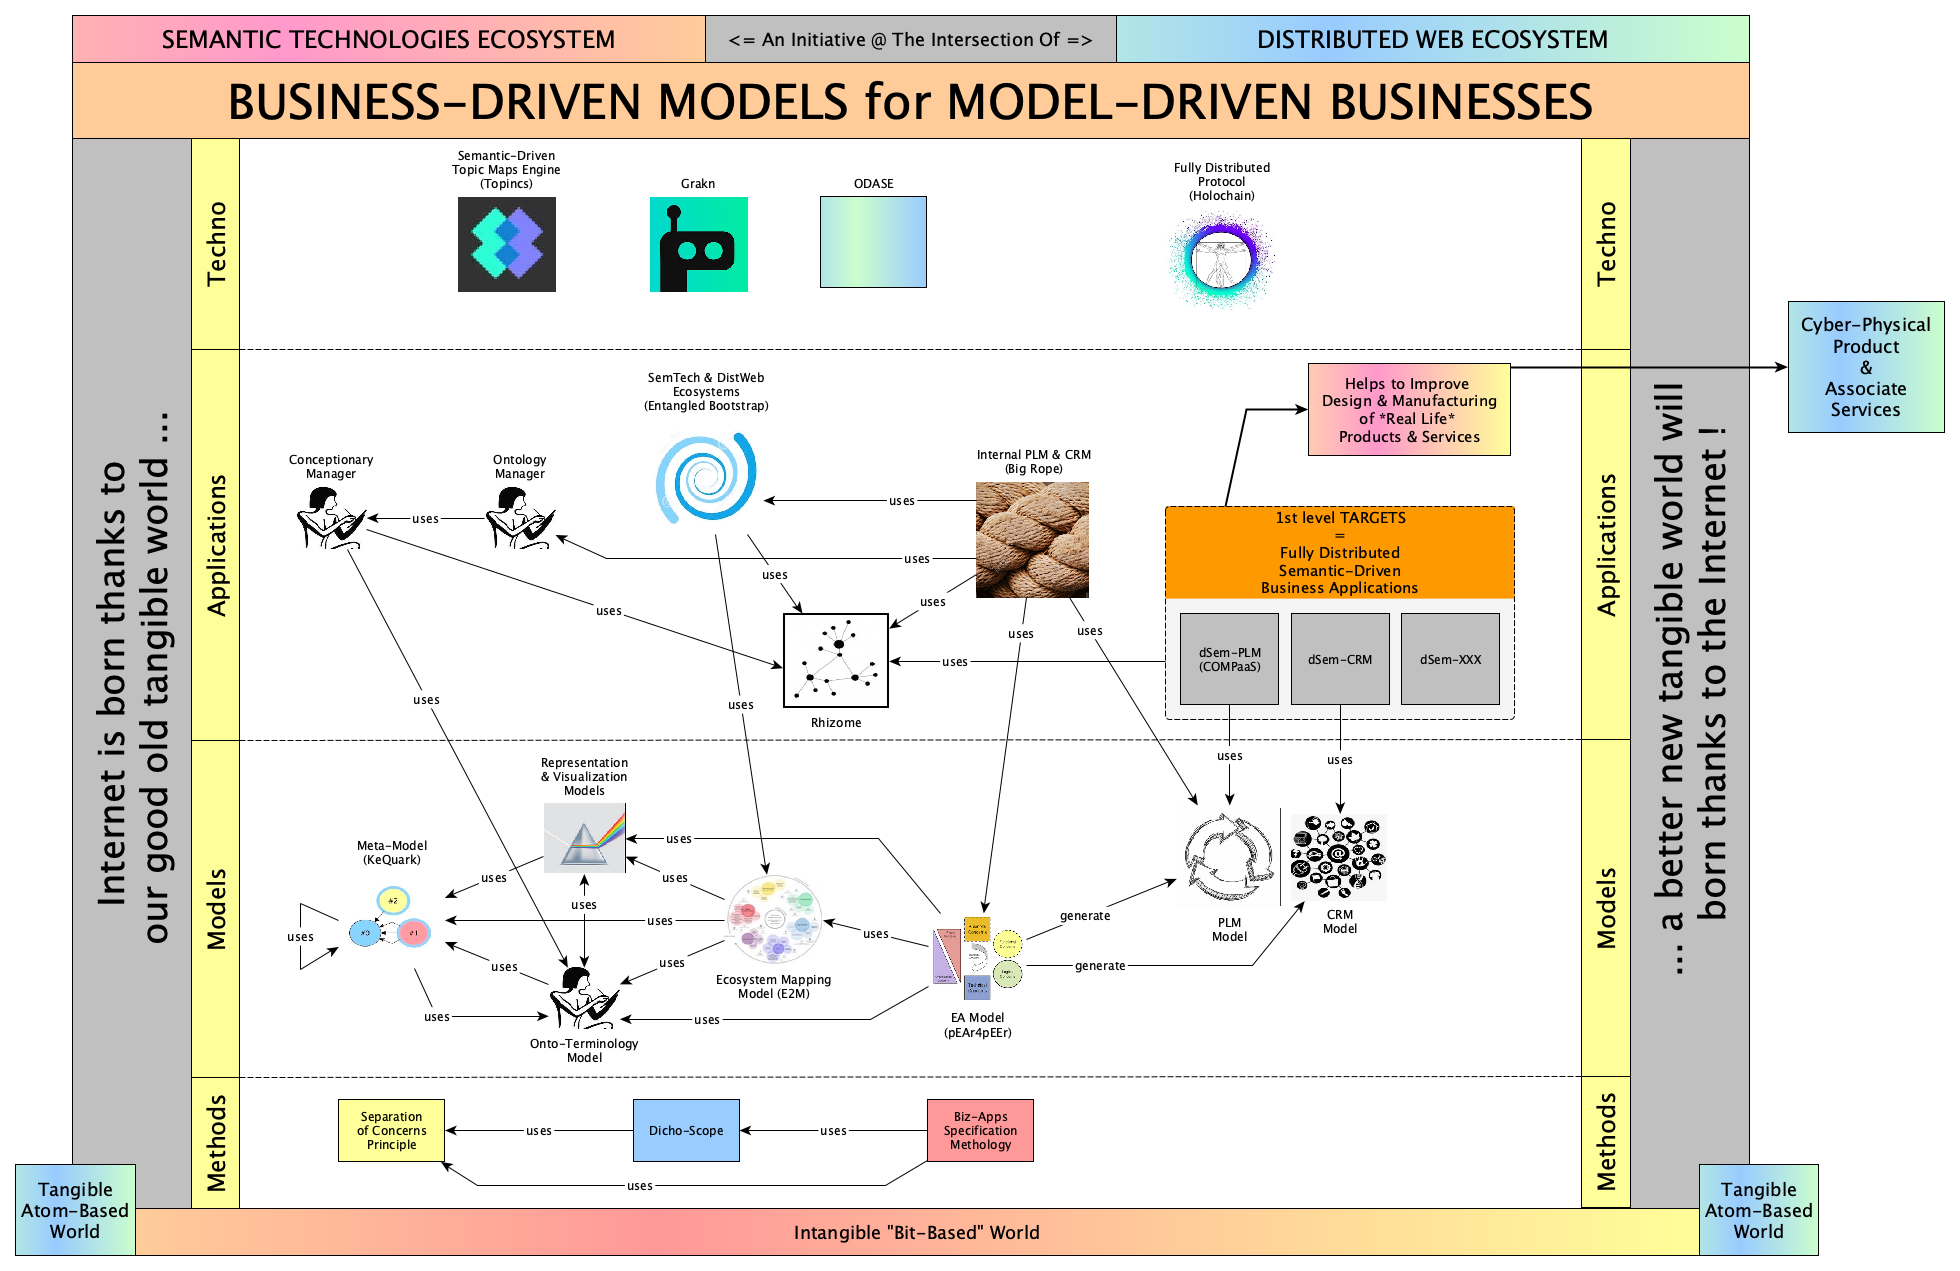 SEMANTIC TECHNOLOGIES ECOSYSTEM
<= An Initiative @ The Intersection Of =>
DISTRIBUTED WEB ECOSYSTEM
BUSINESS-DRIVEN MODELS for MODEL-DRIVEN BUSINESSES
Internet is born thanks to
our good old tangible world ...
Techno
Semantic-Driven
Topic Maps Engine
(Topincs)
Grakn
ODASE
Fully Distributed
Protocol
(Holochain)
Techno
Applications
Conceptionary
Manager
uses
Ontology
Manager
SemTech & DistWeb
Ecosystems
(Entangled Bootstrap)
uses
Internal PLM & CRM
(Big Rope)
uses
uses
uses
uses
uses
uses
uses
uses
uses
Rhizome
uses
Helps to Improve
Design & Manufacturing
of *Real Life*
Products & Services
1st level TARGETS
=
Fully Distributed
Semantic-Driven
Business Applications
dSem-PLM
(COMPaaS)
dSem-CRM
dSem-XXX
uses
uses
Applications
Cyber-Physical
Product
&
Associate
Services
... a better new tangible world will
born thanks to the Internet !
Models
Representation
& Visualization
Models
Meta-Model
(KeQuark)
#2
#0
#1
uses
uses
uses
uses
uses
uses
uses
uses
uses
uses
uses
uses
Onto-Terminology
Model
Ecosystem Mapping
Model (E2M)
EA Model
(pEAr4pEEr)
generate
generate
PLM
Model
CRM
Model
Models
Methods
Separation
of Concerns
Principle
uses
Dicho-Scope
uses
Biz-Apps
Specification
Methology
uses
Methods
Tangible
Atom-Based
World
Intangible "Bit-Based" World
Tangible
Atom-Based
World